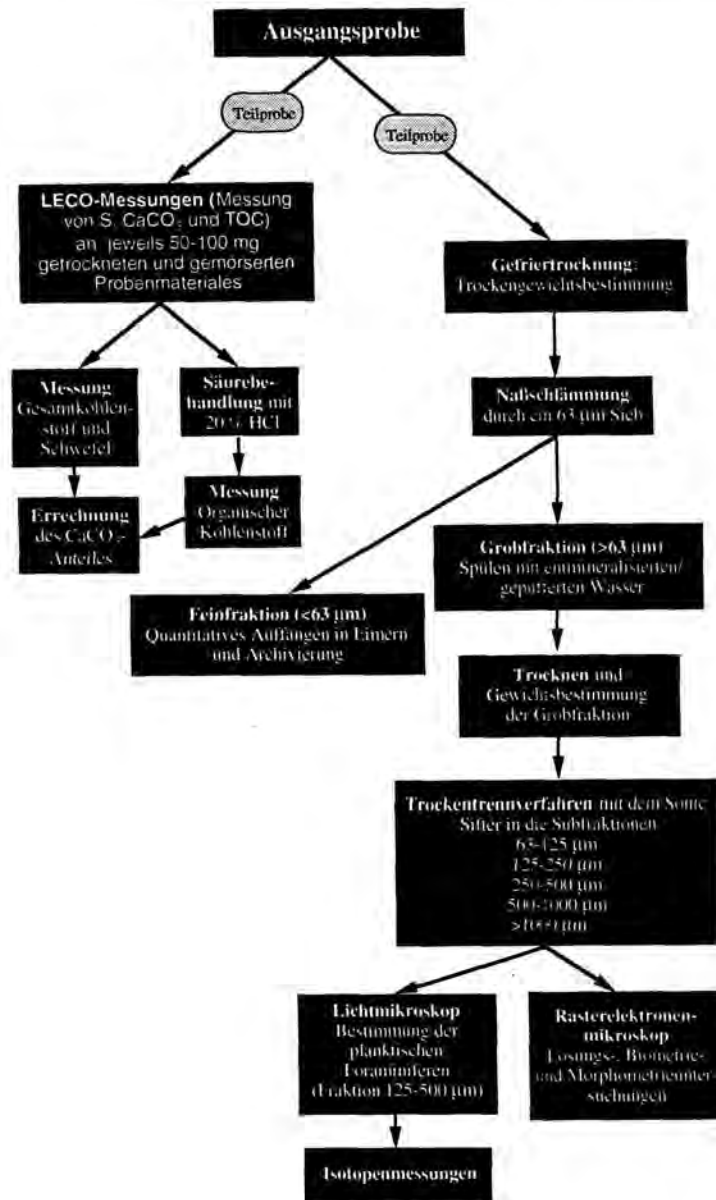 Ausgangsprobe
Teilprobe
Teilprobe
LECO-Messungen (Messung
von S, CaCO3 und TOC)
an jeweils 50-100 mg
getrockneten und gemörserten
Probenmateriales
Gefriertrocknung:
Trockengewichtsbestimmung
Messung
Gesamtkohlen-
stoff und
Schwefel
Säurebe-
handlung mit
20% HCl
Naßschlämmung
durch ein 63 µm Sieb
Errechnung
des CaCO3-
Anteiles
Messung
Organischer
Kohlenstoff
Grobfraktion (>63 µm)
Spülen mit entmineralisierten/
gepufferten Wasser
Feinfraktion (<63 µm)
Quantitatives Auffangen in Eimern
und Archivierung
Trocknen und
Gewichtsbestimmung
der Grobfraktion
Trockentrennverfahren mit dem Sonic
Sifter in die Subfraktionen
63-125 µm
125-250 µm
250-500 µm
500-1000 µm
>1000 µm
Lichtmikroskop
Bestimmung der
planktischen
Foraminiferen
(Fraktion 125-500 µm)
Rasterelektronen-
mikroskop
Lösungs-, Biometrie-
und Morphometrieunter-
suchungen
Isotopenmessungen